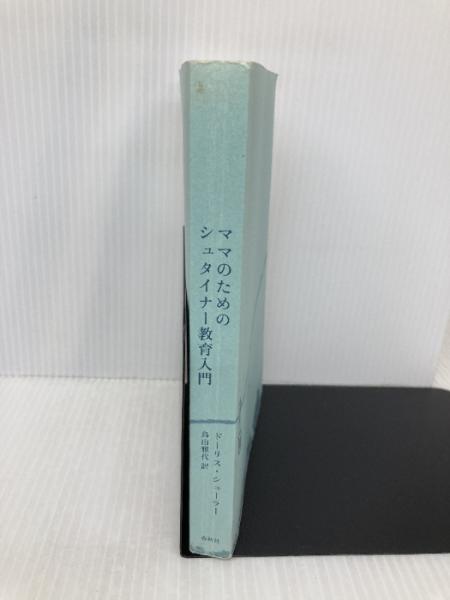 ママのための
シュタイナー教育入門
ドーリス・シューラー
鳥山雅代 訳
春秋社